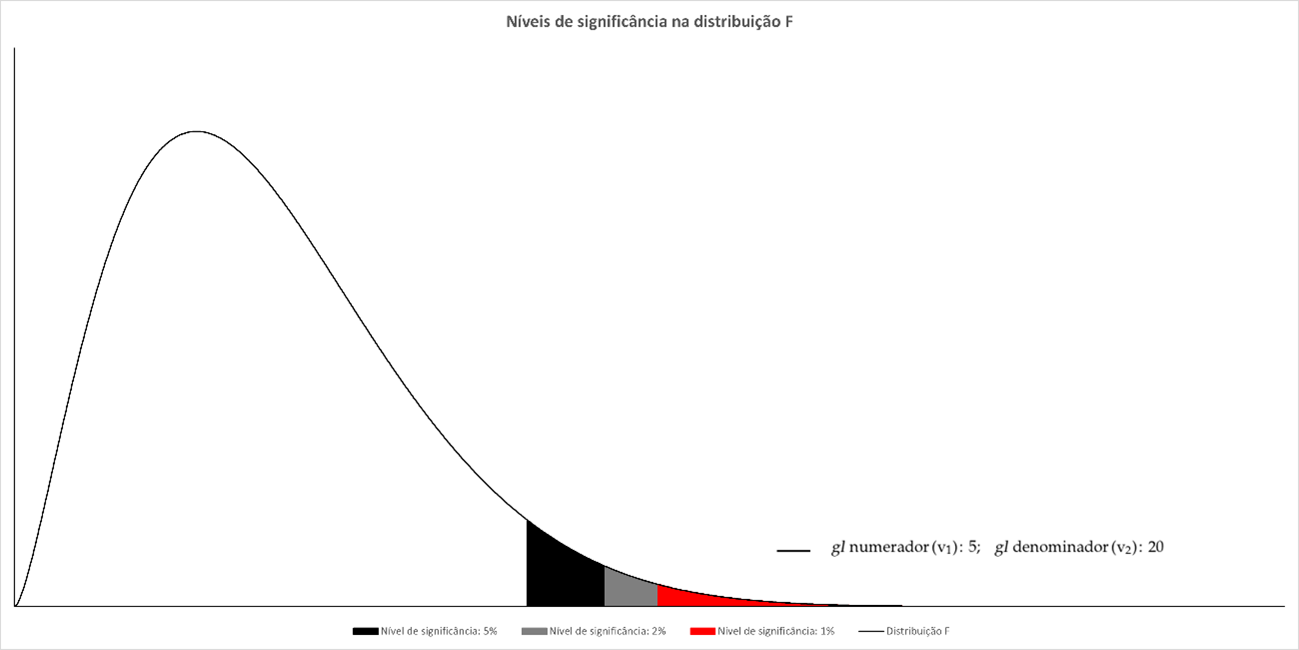 Níveis de significância na distribuição F
gl numerador (v₁): 5; gl denominador (v₂): 20
Nível de significância: 5% Nível de significância: 2% Nível de significância: 1% Distribuição F